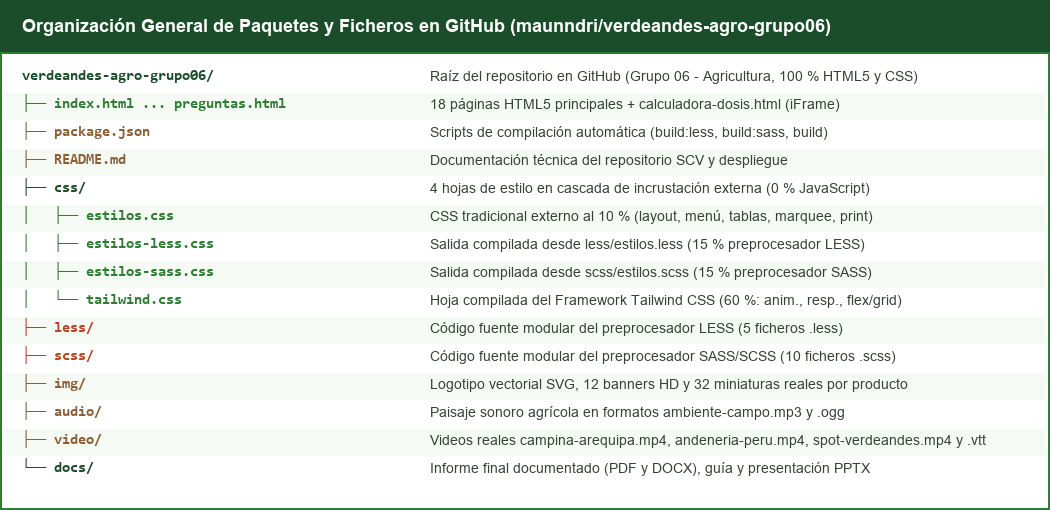 Organización General de Paquetes y Ficheros en GitHub (maunndri/verdeandes-agro-grupo06)
verdeandes-agro-grupo06/ Raíz del repositorio en GitHub (Grupo 06 - Agricultura, 100 % HTML5 y CSS)
├── index.html ... preguntas.html 18 páginas HTML5 principales + calculadora-dosis.html (iFrame)
├── package.json Scripts de compilación automática (build:less, build:sass, build)
├── README.md Documentación técnica del repositorio SCV y despliegue
├── css/ 4 hojas de estilo en cascada de incrustación externa (0 % JavaScript)
│   ├── estilos.css CSS tradicional externo al 10 % (layout, menú, tablas, marquee, print)
│   ├── estilos-less.css Salida compilada desde less/estilos.less (15 % preprocesador LESS)
│   ├── estilos-sass.css Salida compilada desde scss/estilos.scss (15 % preprocesador SASS)
│   └── tailwind.css Hoja compilada del Framework Tailwind CSS (60 %: anim., resp., flex/grid)
├── less/ Código fuente modular del preprocesador LESS (5 ficheros .less)
├── scss/ Código fuente modular del preprocesador SASS/SCSS (10 ficheros .scss)
├── img/ Logotipo vectorial SVG, 12 banners HD y 32 miniaturas reales por producto
├── audio/ Paisaje sonoro agrícola en formatos ambiente-campo.mp3 y .ogg
├── video/ Videos reales campina-arequipa.mp4, andeneria-peru.mp4, spot-verdeandes.mp4 y .vtt
└── docs/ Informe final documentado (PDF y DOCX), guía y presentación PPTX